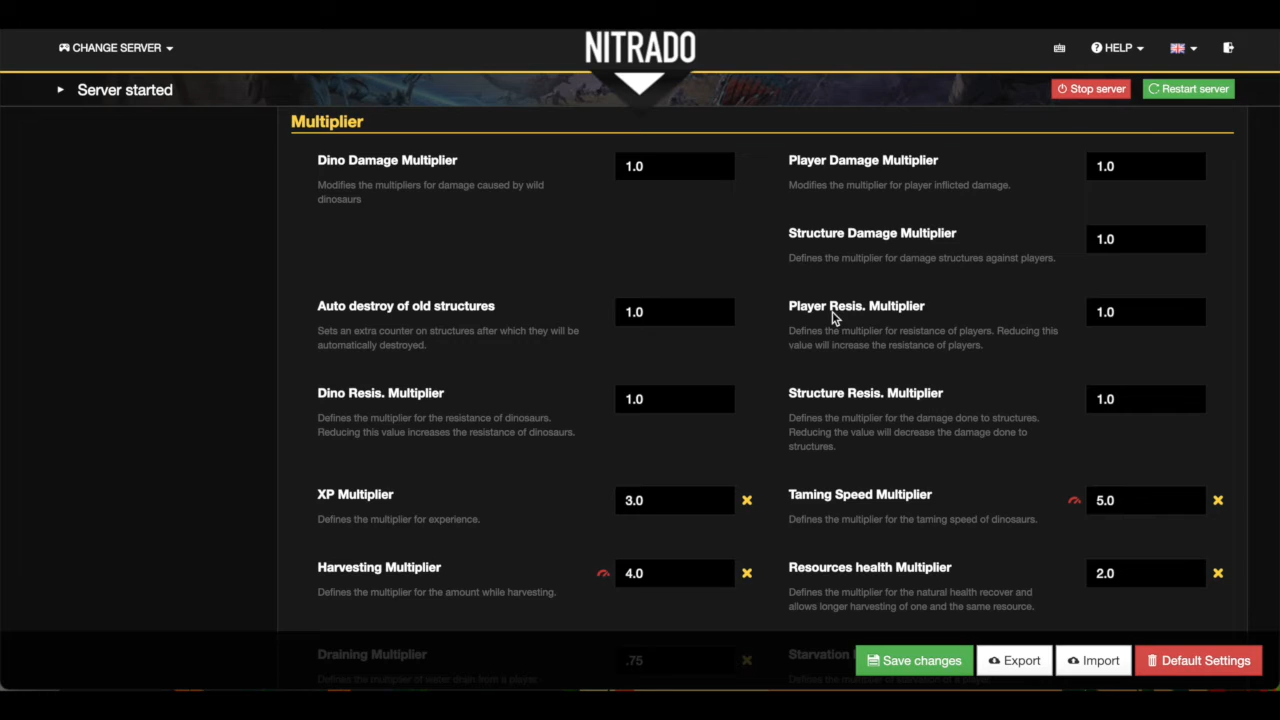 CHANGE SERVER
NITRADO
HELP
Server started
Stop server
Restart server
Multiplier
Dino Damage Multiplier
1.0
Modifies the multipliers for damage caused by wild
dinosaurs
Player Damage Multiplier
1.0
Modifies the multiplier for player inflicted damage.
Structure Damage Multiplier
1.0
Defines the multiplier for damage structures against players.
Auto destroy of old structures
1.0
Sets an extra counter on structures after which they will be
automatically destroyed.
Player Resis. Multiplier
1.0
Defines the multiplier for resistance of players. Reducing this
value will increase the resistance of players.
Dino Resis. Multiplier
1.0
Defines the multiplier for the resistance of dinosaurs.
Reducing this value increases the resistance of dinosaurs.
Structure Resis. Multiplier
1.0
Defines the multiplier for the damage done to structures.
Reducing the value will decrease the damage done to
structures.
XP Multiplier
3.0
Defines the multiplier for experience.
Taming Speed Multiplier
5.0
Defines the multiplier for the taming speed of dinosaurs.
Harvesting Multiplier
4.0
Defines the multiplier for the amount while harvesting.
Resources health Multiplier
2.0
Defines the multiplier for the natural health recover and
allows longer harvesting of one and the same resource.
Draining Multiplier
.75
Defines the multiplier of water drain from a player.
Starvation
Save changes
Export
Import
Default Settings